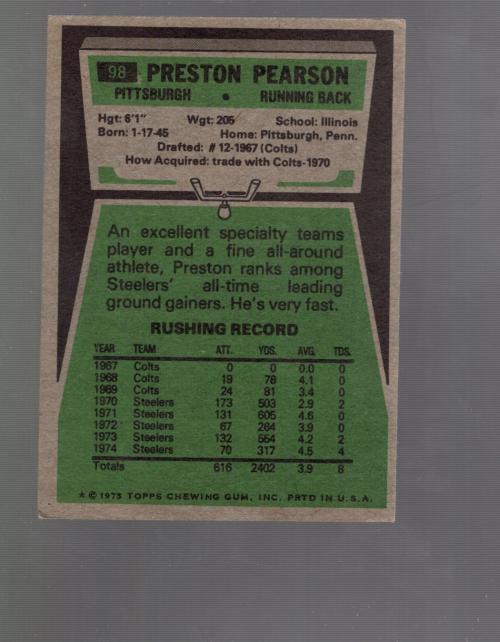 98 PRESTON PEARSON
PITTSBURGH • RUNNING BACK
Hgt: 6'1" Wgt: 205 School: Illinois
Born: 1-17-45 Home: Pittsburgh, Penn.
Drafted: #12-1967 (Colts)
How Acquired: trade with Colts-1970
An excellent specialty teams
player and a fine all-around
athlete, Preston ranks among
Steelers' all-time leading
ground gainers. He's very fast.
RUSHING RECORD
YEAR TEAM ATT. YDS. AVG. TDS.
1967 Colts 0 0 0.0 0
1968 Colts 19 78 4.1 0
1969 Colts 24 81 3.4 0
1970 Steelers 173 503 2.9 2
1971 Steelers 131 605 4.6 0
1972 Steelers 67 264 3.9 0
1973 Steelers 132 554 4.2 2
1974 Steelers 70 317 4.5 4
Totals 616 2402 3.9 8
★ © 1975 TOPPS CHEWING GUM, INC. PRTD IN U.S.A.